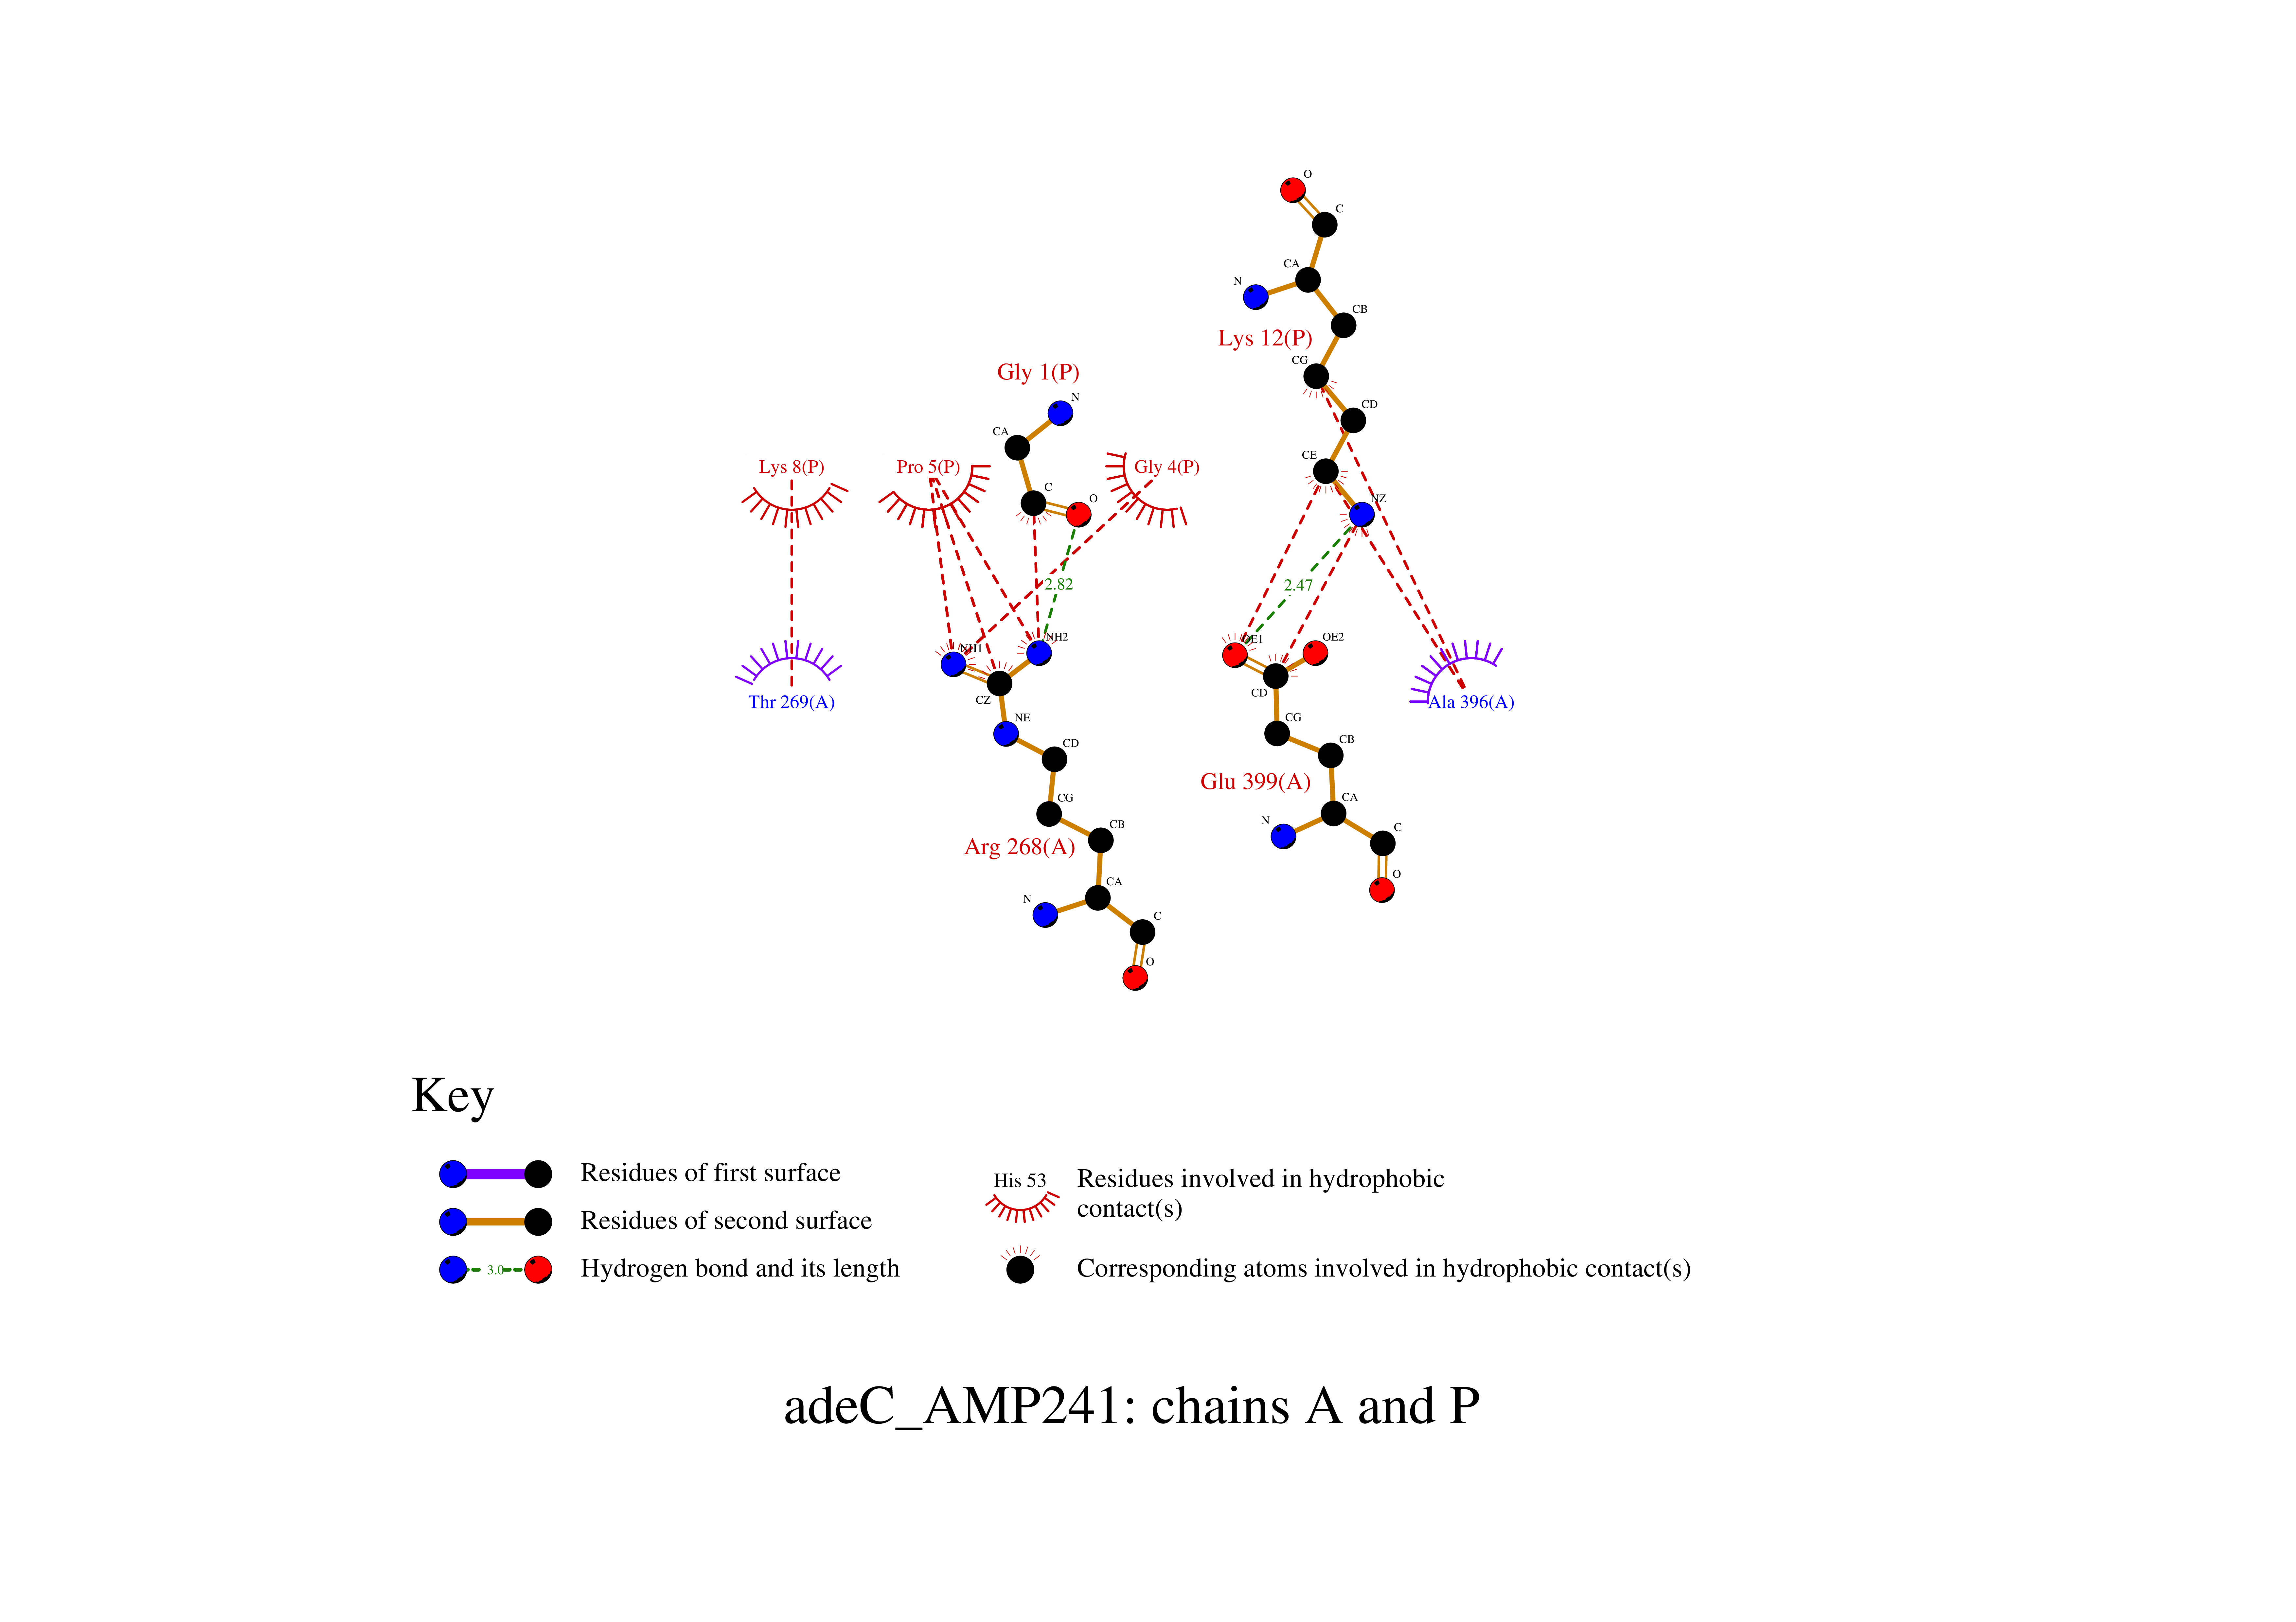 O
C
CA
N
CB
Lys 12(P)
CG
Gly 1(P)
N
CD
CA
CE
Lys 8(P)
Pro 5(P)
Gly 4(P)
C
O
NZ
2.82
2.47
NH1
NH2
OE1
OE2
CZ
CD
Thr 269(A)
Ala 396(A)
NE
CG
CD
CB
Glu 399(A)
CG
CA
N
CB
C
Arg 268(A)
O
CA
N
C
O
Key
Residues of first surface
Residues of second surface
3.0
Hydrogen bond and its length
His 53
Residues involved in hydrophobic
contact(s)
Corresponding atoms involved in hydrophobic contact(s)
adeC_AMP241: chains A and P